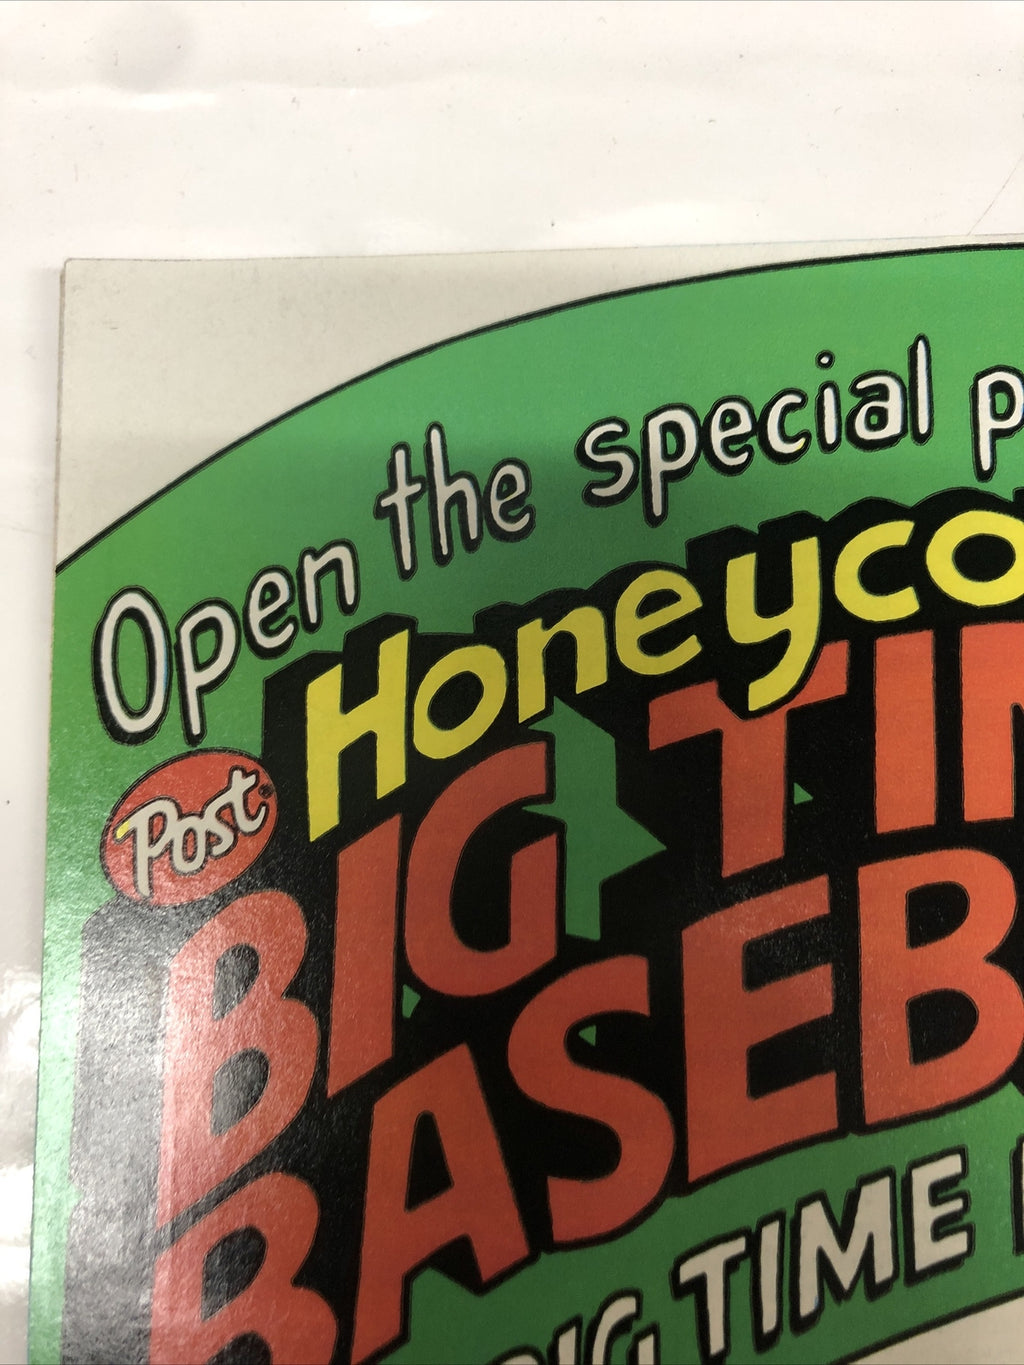 Open the special p
Honeyco
Post
BIG TIM
BASEB
BIG TIME